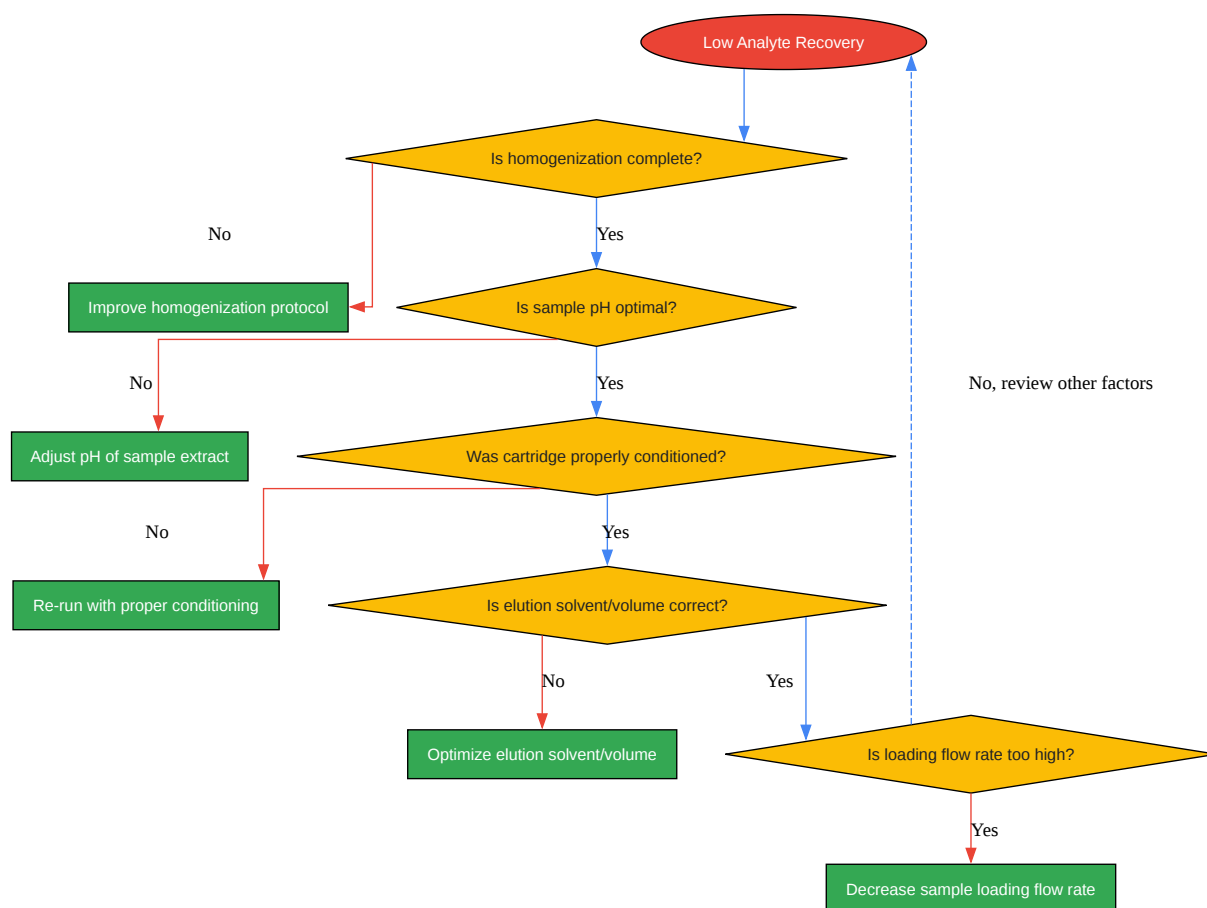 Low Analyte Recovery
Is homogenization complete?
No
Yes
Improve homogenization protocol
Is sample pH optimal?
No
Yes
No, review other factors
Adjust pH of sample extract
Was cartridge properly conditioned?
No
Yes
Re-run with proper conditioning
Is elution solvent/volume correct?
No
Yes
Optimize elution solvent/volume
Is loading flow rate too high?
Yes
Decrease sample loading flow rate